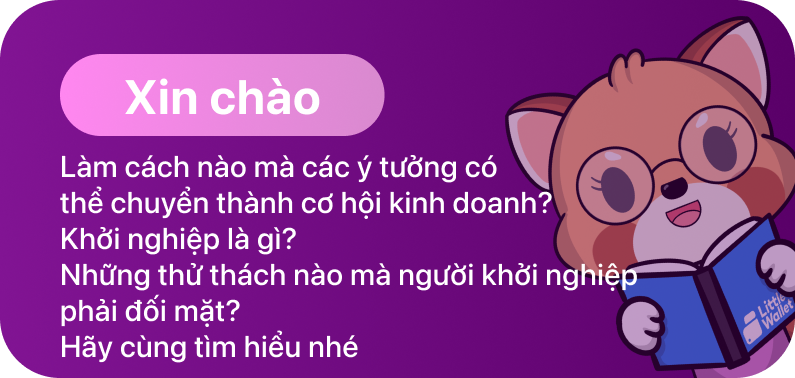 Xin chào
Làm cách nào mà các ý tưởng có
thể chuyển thành cơ hội kinh doanh?
Khởi nghiệp là gì?
Những thử thách nào mà người khởi nghiệp
phải đối mặt?
Hãy cùng tìm hiểu nhé
Little
Wallet